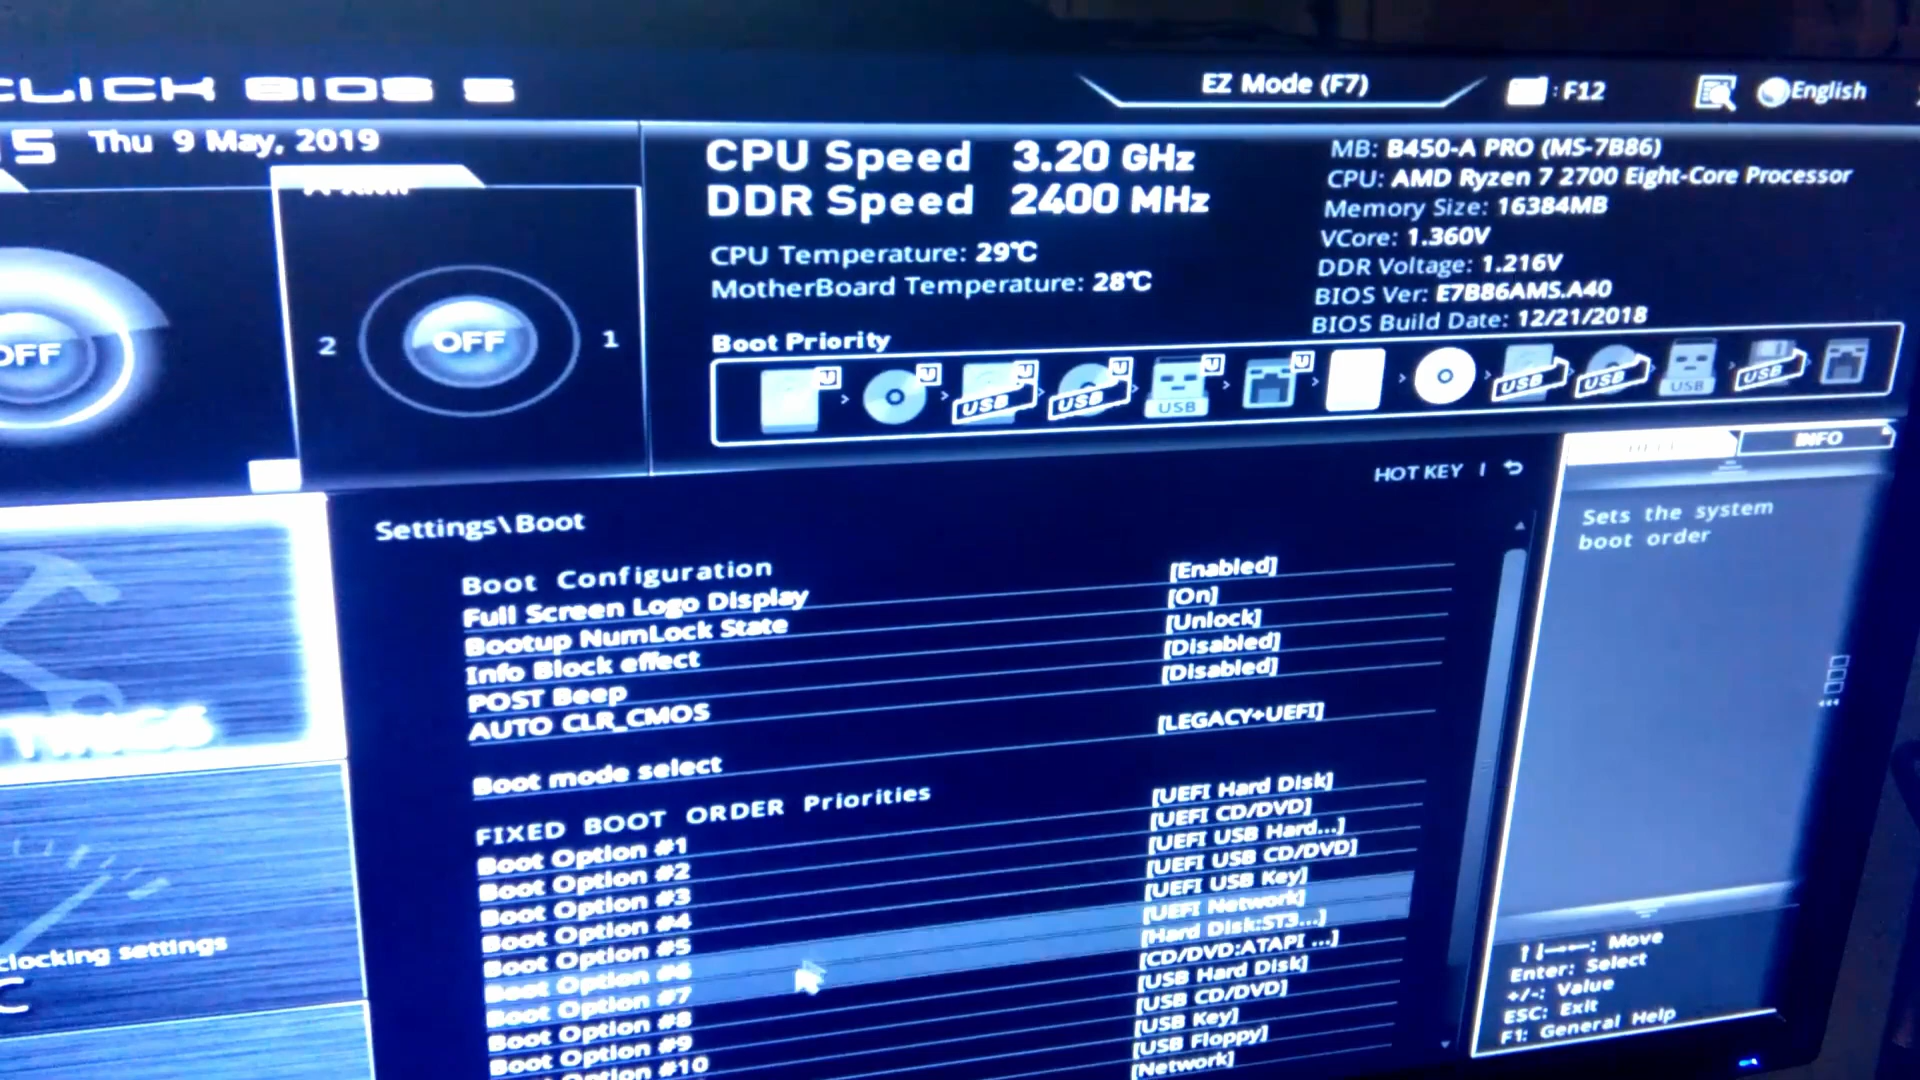 CLICK BIOS 5
EZ Mode (F7)
: F12
English
5 Thu 9 May, 2019
CPU Speed 3.20 GHz
DDR Speed 2400 MHz
CPU Temperature: 29℃
MotherBoard Temperature: 28℃
MB: B450-A PRO (MS-7B86)
CPU: AMD Ryzen 7 2700 Eight-Core Processor
Memory Size: 16384MB
VCore: 1.360V
DDR Voltage: 1.216V
BIOS Ver: E7B86AMS.A40
BIOS Build Date: 12/21/2018
OFF
2 OFF 1
Boot Priority
U U U USB U USB U USB U USB USB USB USB
HOT KEY |
INFO
Settings\Boot
Sets the system
boot order
Boot Configuration
Full Screen Logo Display [Enabled]
Bootup NumLock State [On]
Info Block effect [Unlock]
POST Beep [Disabled]
AUTO CLR_CMOS [Disabled]
Boot mode select [LEGACY+UEFI]
FIXED BOOT ORDER Priorities
Boot Option #1 [UEFI Hard Disk]
Boot Option #2 [UEFI CD/DVD]
Boot Option #3 [UEFI USB Hard...]
Boot Option #4 [UEFI USB CD/DVD]
Boot Option #5 [UEFI USB Key]
Boot Option #6 [UEFI Network]
Boot Option #7 [Hard Disk:ST3...]
Boot Option #8 [CD/DVD:ATAPI ...]
Boot Option #9 [USB Hard Disk]
Option #10 [USB CD/DVD]
[USB Key]
[USB Floppy]
[Network]
clocking settings
C
: Move
Enter: Select
+/-: Value
ESC: Exit
F1: General Help